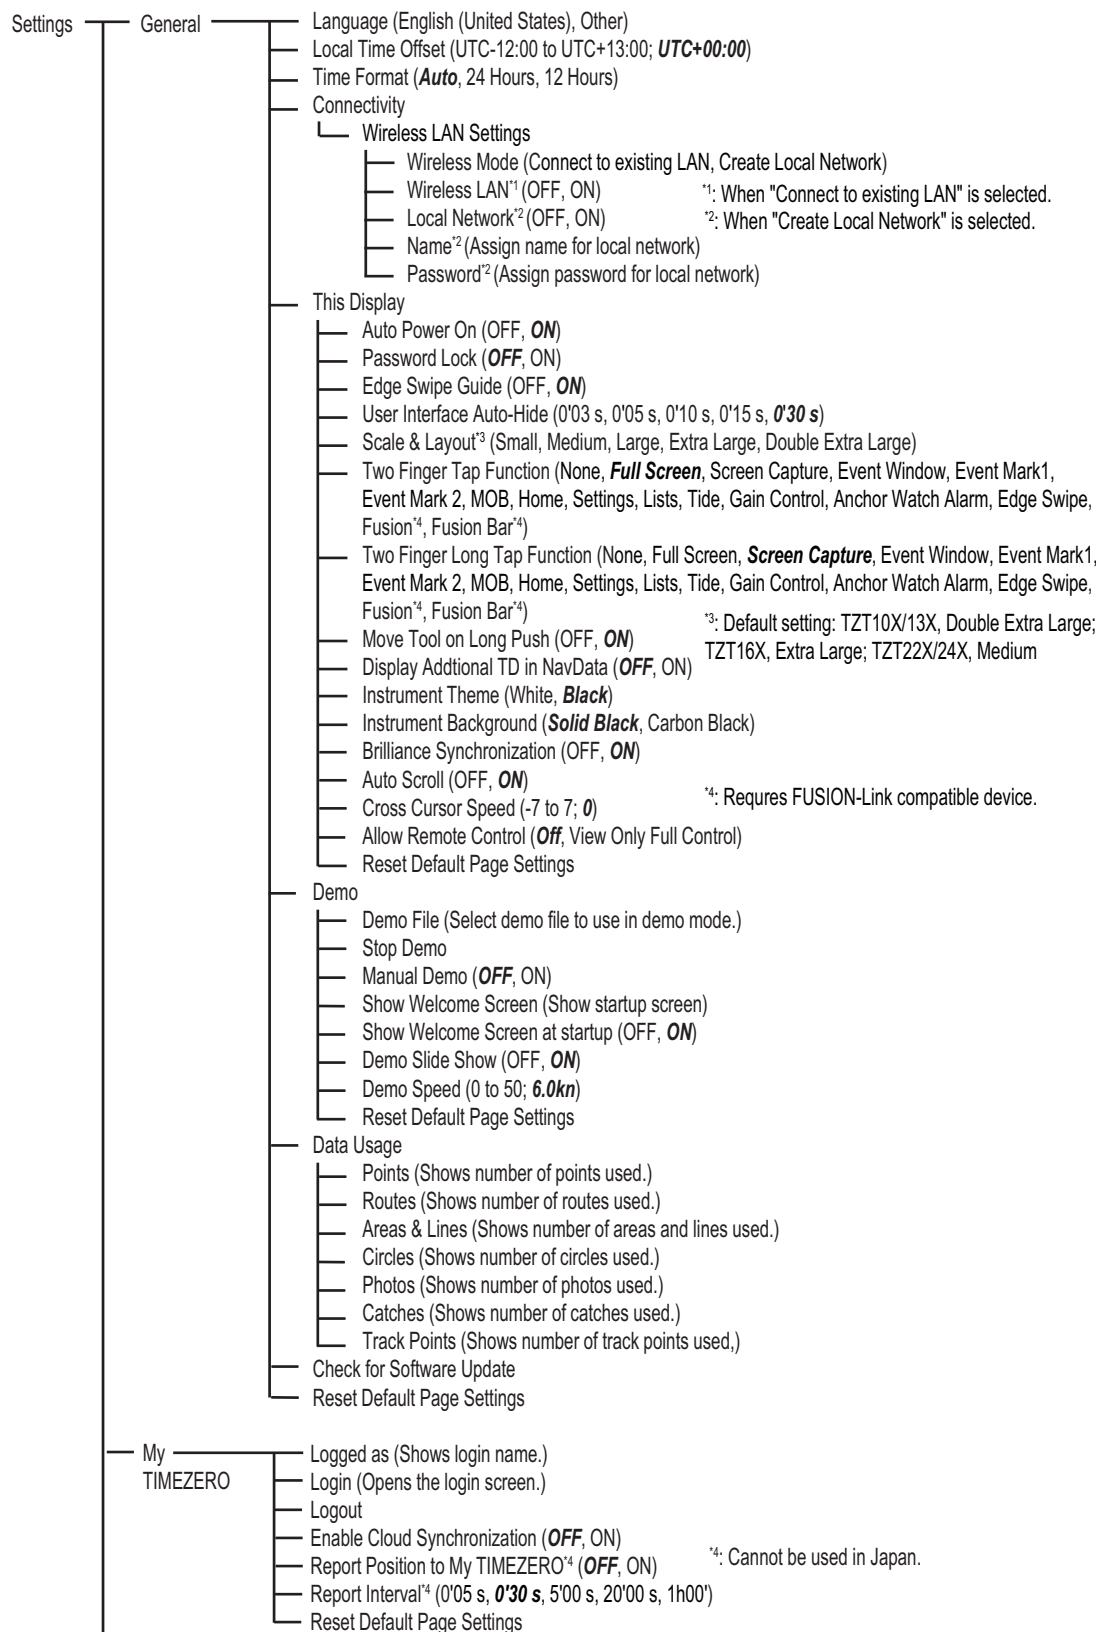 Settings
General
Language (English (United States), Other)
Local Time Offset (UTC-12:00 to UTC+13:00; UTC+00:00)
Time Format (Auto, 24 Hours, 12 Hours)
Connectivity
Wireless LAN Settings
Wireless Mode (Connect to existing LAN, Create Local Network)
Wireless LAN*1 (OFF, ON)
*1: When "Connect to existing LAN" is selected.
Local Network*2 (OFF, ON)
*2: When "Create Local Network" is selected.
Name*2 (Assign name for local network)
Password*2 (Assign password for local network)
This Display
Auto Power On (OFF, ON)
Password Lock (OFF, ON)
Edge Swipe Guide (OFF, ON)
User Interface Auto-Hide (0'03 s, 0'05 s, 0'10 s, 0'15 s, 0'30 s)
Scale & Layout*3 (Small, Medium, Large, Extra Large, Double Extra Large)
Two Finger Tap Function (None, Full Screen, Screen Capture, Event Window, Event Mark1,
Event Mark 2, MOB, Home, Settings, Lists, Tide, Gain Control, Anchor Watch Alarm, Edge Swipe,
Fusion*4, Fusion Bar*4)
Two Finger Long Tap Function (None, Full Screen, Screen Capture, Event Window, Event Mark1,
Event Mark 2, MOB, Home, Settings, Lists, Tide, Gain Control, Anchor Watch Alarm, Edge Swipe,
Fusion*4, Fusion Bar*4)
*3: Default setting: TZT10X/13X, Double Extra Large;
TZT16X, Extra Large; TZT22X/24X, Medium
Move Tool on Long Push (OFF, ON)
Display Addtional TD in NavData (OFF, ON)
Instrument Theme (White, Black)
Instrument Background (Solid Black, Carbon Black)
Brilliance Synchronization (OFF, ON)
Auto Scroll (OFF, ON)
*4: Requres FUSION-Link compatible device.
Cross Cursor Speed (-7 to 7; 0)
Allow Remote Control (Off, View Only Full Control)
Reset Default Page Settings
Demo
Demo File (Select demo file to use in demo mode.)
Stop Demo
Manual Demo (OFF, ON)
Show Welcome Screen (Show startup screen)
Show Welcome Screen at startup (OFF, ON)
Demo Slide Show (OFF, ON)
Demo Speed (0 to 50; 6.0kn)
Reset Default Page Settings
Data Usage
Points (Shows number of points used.)
Routes (Shows number of routes used.)
Areas & Lines (Shows number of areas and lines used.)
Circles (Shows number of circles used.)
Photos (Shows number of photos used.)
Catches (Shows number of catches used.)
Track Points (Shows number of track points used,)
Check for Software Update
Reset Default Page Settings
My
TIMEZERO
Logged as (Shows login name.)
Login (Opens the login screen.)
Logout
Enable Cloud Synchronization (OFF, ON)
Report Position to My TIMEZERO*4 (OFF, ON)
*4: Cannot be used in Japan.
Report Interval*4 (0'05 s, 0'30 s, 5'00 s, 20'00 s, 1h00')
Reset Default Page Settings